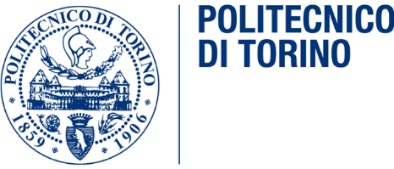 POLITECNICO DI TORINO
1859 * 1906
POLITECNICO
DI TORINO